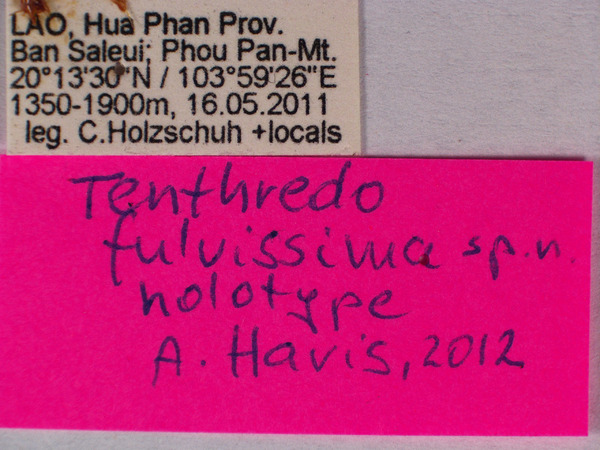 LAO, Hua Phan Prov.
Ban Saleui; Phou Pan-Mt.
20°13'30"N / 103°59'26"E
1350-1900m, 16.05.2011
leg. C.Holzschuh +locals
Tenthredo
fulvissima sp.n.
holotype
A. Havis, 2012